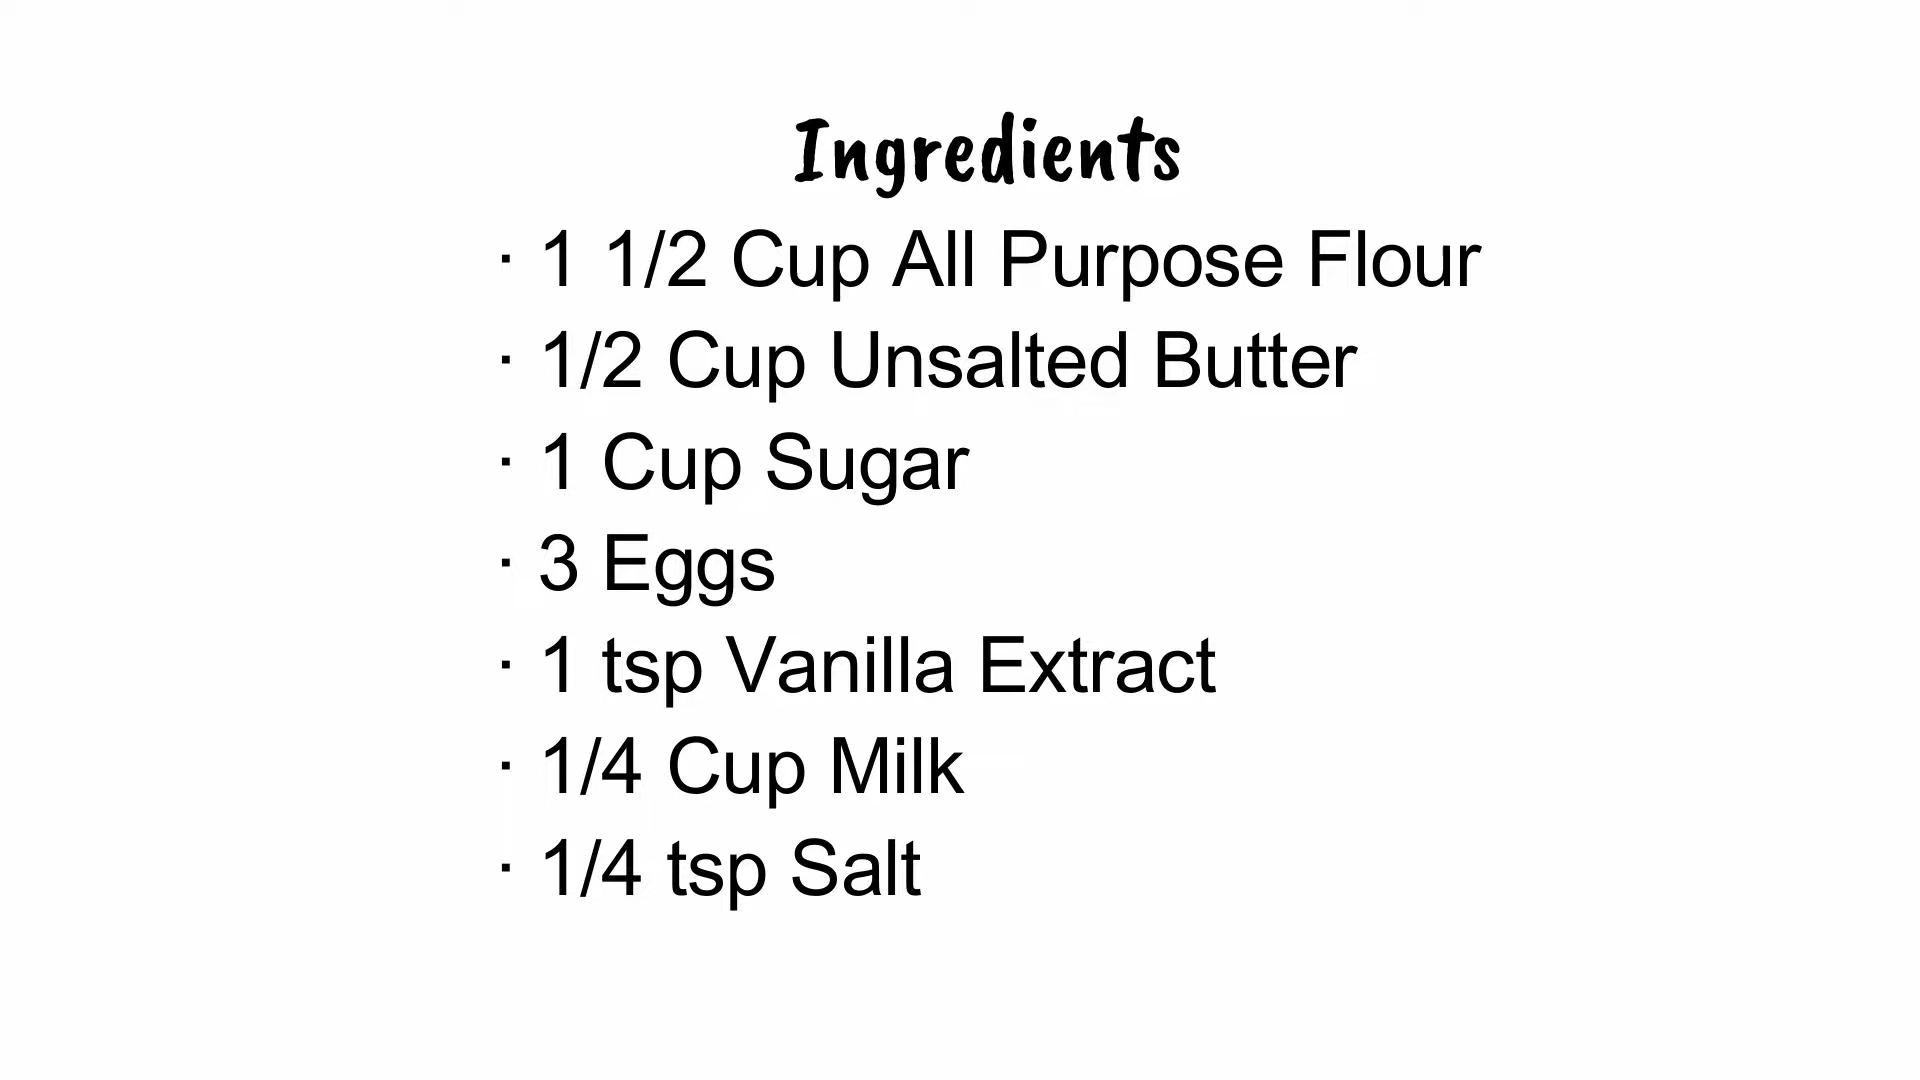 Ingredients
· 1 1/2 Cup All Purpose Flour
· 1/2 Cup Unsalted Butter
· 1 Cup Sugar
· 3 Eggs
· 1 tsp Vanilla Extract
· 1/4 Cup Milk
· 1/4 tsp Salt